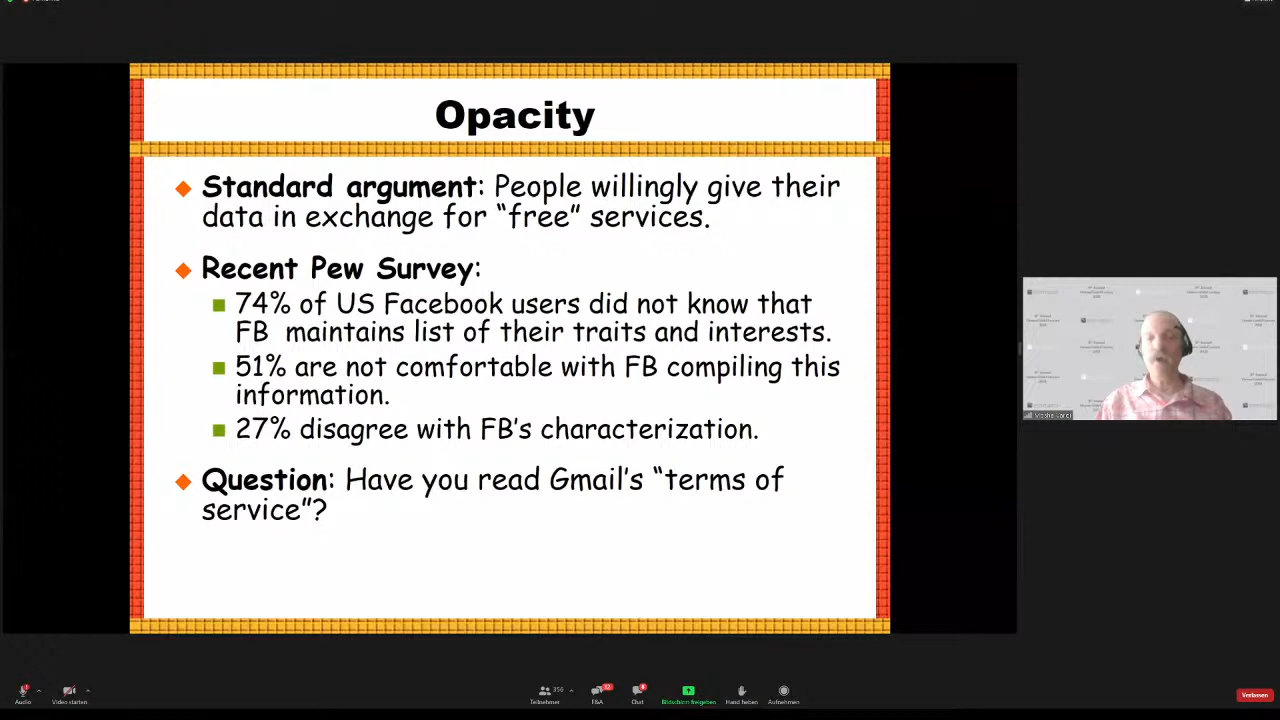 Opacity
Standard argument: People willingly give their
data in exchange for “free” services.
Recent Pew Survey:
74% of US Facebook users did not know that
FB maintains list of their traits and interests.
51% are not comfortable with FB compiling this
information.
27% disagree with FB’s characterization.
Question: Have you read Gmail’s “terms of
service”?
Moshe Vardi
Audio
Video starten
356
Teilnehmer
F&A
Chat
Bildschirm freigeben
Hand heben
Aufnehmen
Verlassen